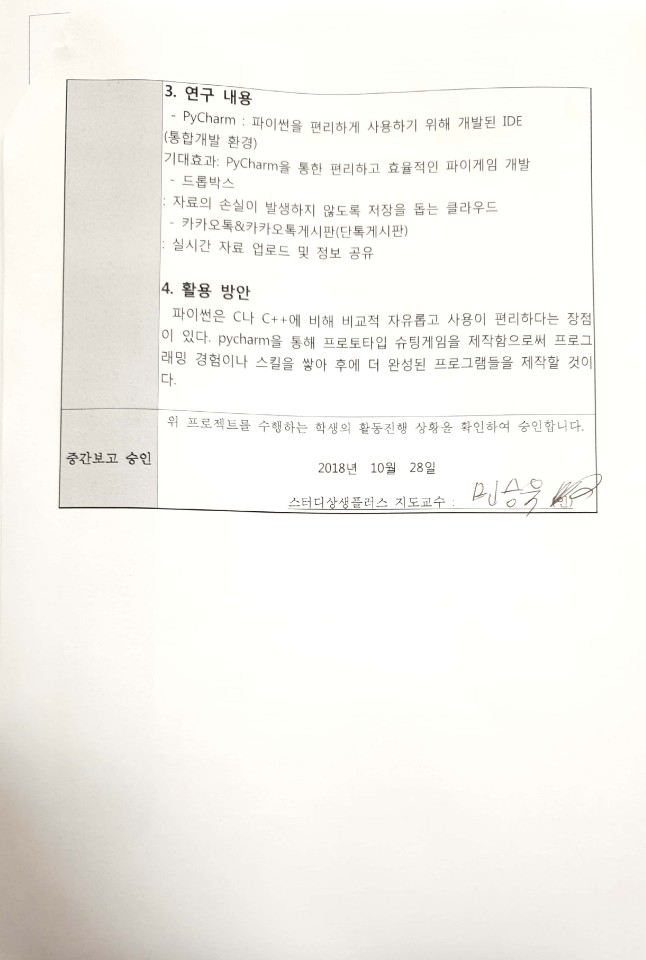 3. 연구 내용
- PyCharm : 파이썬을 편리하게 사용하기 위해 개발된 IDE
(통합개발 환경)
기대효과: PyCharm을 통한 편리하고 효율적인 파이게임 개발
- 드롭박스
: 자료의 손실이 발생하지 않도록 저장을 돕는 클라우드
- 카카오톡&카카오톡게시판(단톡게시판)
: 실시간 자료 업로드 및 정보 공유
4. 활용 방안
파이썬은 C나 C++에 비해 비교적 자유롭고 사용이 편리하다는 장점
이 있다. pycharm을 통해 프로토타입 슈팅게임을 제작함으로써 프로그
래밍 경험이나 스킬을 쌓아 후에 더 완성된 프로그램들을 제작할 것이
다.
위 프로젝트를 수행하는 학생의 활동진행 상황을 확인하여 승인합니다.
중간보고 승인
2018년 10월 28일
스터디상생플러스 지도교수 : 민승욱 (인)